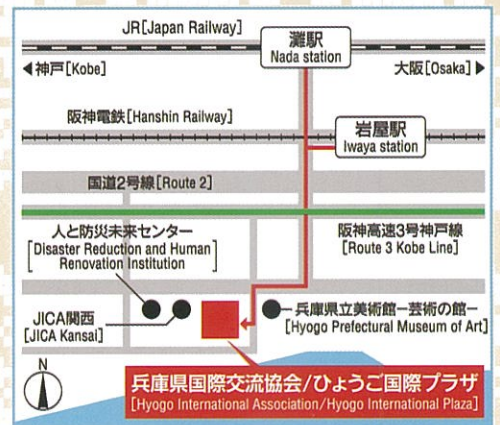 JR[Japan Railway]
灘駅
Nada station
神戸[Kobe]
大阪[Osaka]
阪神電鉄[Hanshin Railway]
岩屋駅
Iwaya station
国道2号線[Route 2]
人と防災未来センター
[Disaster Reduction and Human
Renovation Institution]
阪神高速3号神戸線
[Route 3 Kobe Line]
JICA関西
[JICA Kansai]
兵庫県立美術館－芸術の館－
[Hyogo Prefectural Museum of Art]
N
兵庫県国際交流協会/ひょうご国際プラザ
[Hyogo International Association/Hyogo International Plaza]